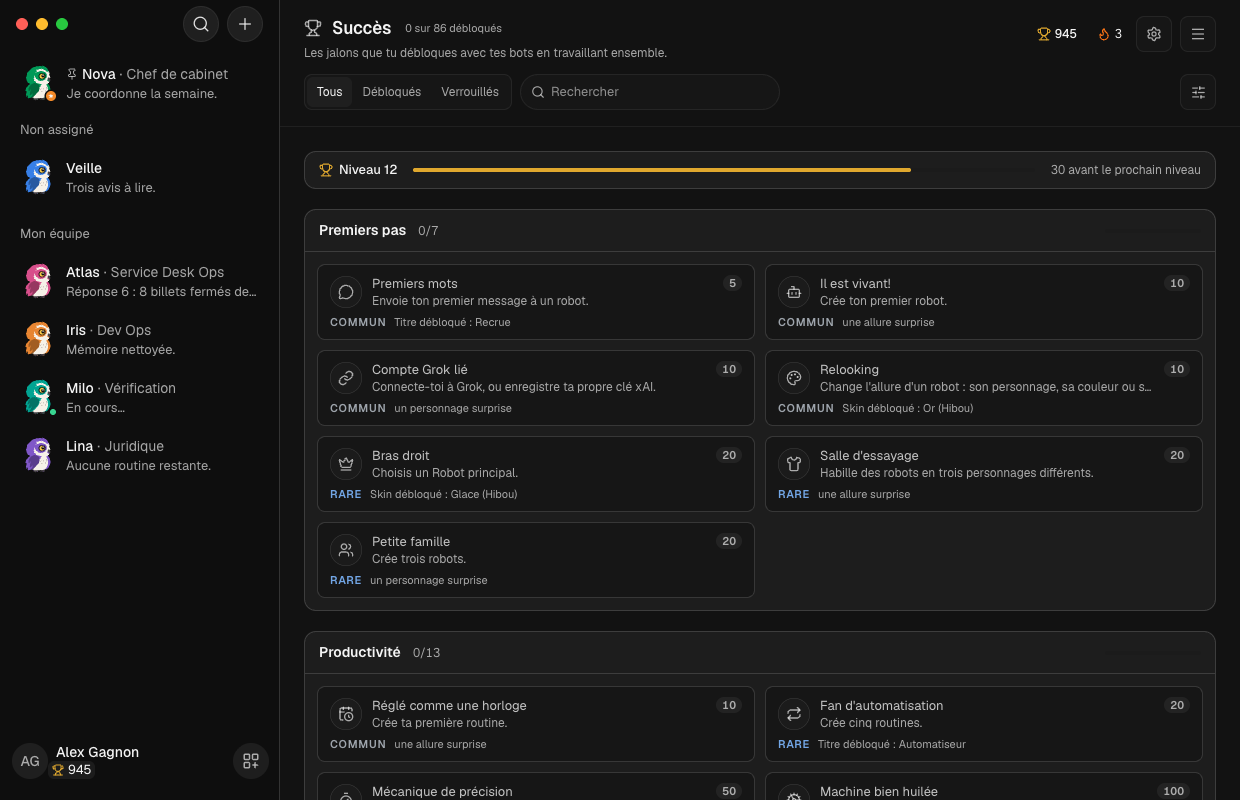 Nova · Chef de cabinet
Je coordonne la semaine.
Non assigné
Veille
Trois avis à lire.
Mon équipe
Atlas · Service Desk Ops
Réponse 6 : 8 billets fermés de…
Iris · Dev Ops
Mémoire nettoyée.
Milo · Vérification
En cours…
Lina · Juridique
Aucune routine restante.
AG
Alex Gagnon
945
Succès
0 sur 86 débloqués
Les jalons que tu débloques avec tes bots en travaillant ensemble.
945
3
Tous
Débloqués
Verrouillés
Rechercher
Niveau 12
30 avant le prochain niveau
Premiers pas 0/7
Premiers mots
5
Envoie ton premier message à un robot.
COMMUN Titre débloqué : Recrue
Il est vivant!
10
Crée ton premier robot.
COMMUN une allure surprise
Compte Grok lié
10
Connecte-toi à Grok, ou enregistre ta propre clé xAI.
COMMUN un personnage surprise
Relooking
10
Change l'allure d'un robot : son personnage, sa couleur ou s…
COMMUN Skin débloqué : Or (Hibou)
Bras droit
20
Choisis un Robot principal.
RARE Skin débloqué : Glace (Hibou)
Salle d'essayage
20
Habille des robots en trois personnages différents.
RARE une allure surprise
Petite famille
20
Crée trois robots.
RARE un personnage surprise
Productivité 0/13
Réglé comme une horloge
10
Crée ta première routine.
COMMUN une allure surprise
Fan d'automatisation
20
Crée cinq routines.
RARE Titre débloqué : Automatiseur
Mécanique de précision
50
Machine bien huilée
100